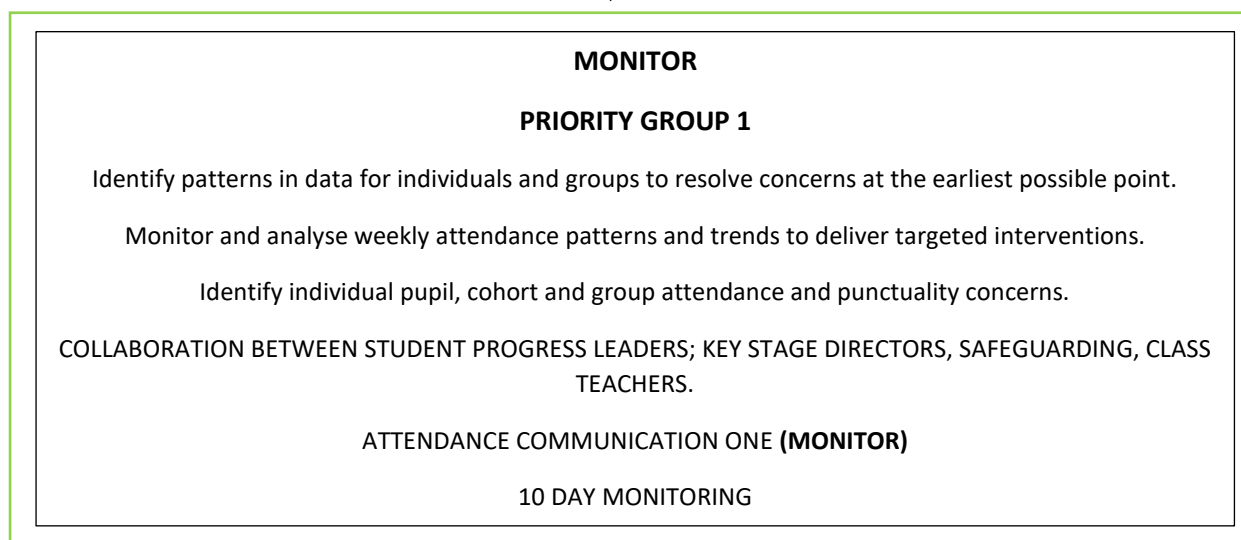 MONITOR
PRIORITY GROUP 1
Identify patterns in data for individuals and groups to resolve concerns at the earliest possible point.
Monitor and analyse weekly attendance patterns and trends to deliver targeted interventions.
Identify individual pupil, cohort and group attendance and punctuality concerns.
COLLABORATION BETWEEN STUDENT PROGRESS LEADERS; KEY STAGE DIRECTORS, SAFEGUARDING, CLASS
TEACHERS.
ATTENDANCE COMMUNICATION ONE (MONITOR)
10 DAY MONITORING